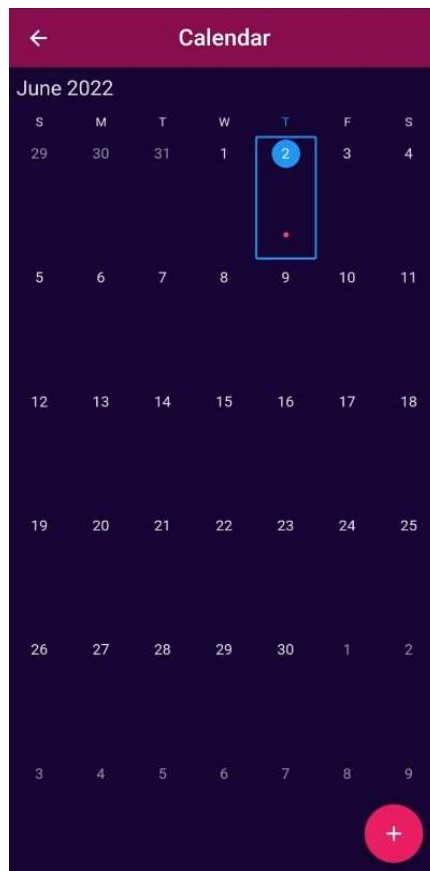 Calendar
June 2022
S M T W T F S
29 30 31 1 2 3 4
5 6 7 8 9 10 11
12 13 14 15 16 17 18
19 20 21 22 23 24 25
26 27 28 29 30 1 2
3 4 5 6 7 8 9
+